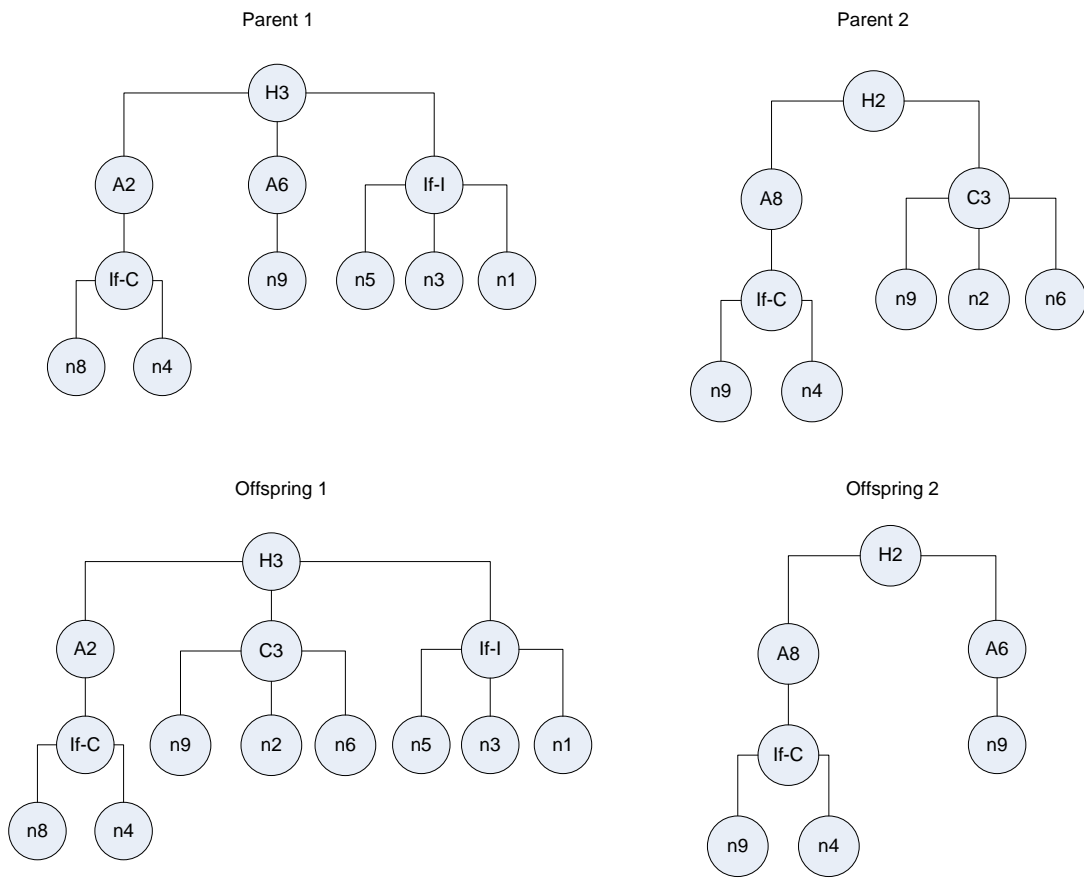 Parent 1
H3
A2
A6
If-I
If-C
n9
n5
n3
n1
n8
n4
Parent 2
H2
A8
C3
If-C
n9
n2
n6
n9
n4
Offspring 1
H3
A2
C3
If-I
If-C
n9
n2
n6
n5
n3
n1
n8
n4
Offspring 2
H2
A8
A6
If-C
n9
n9
n4